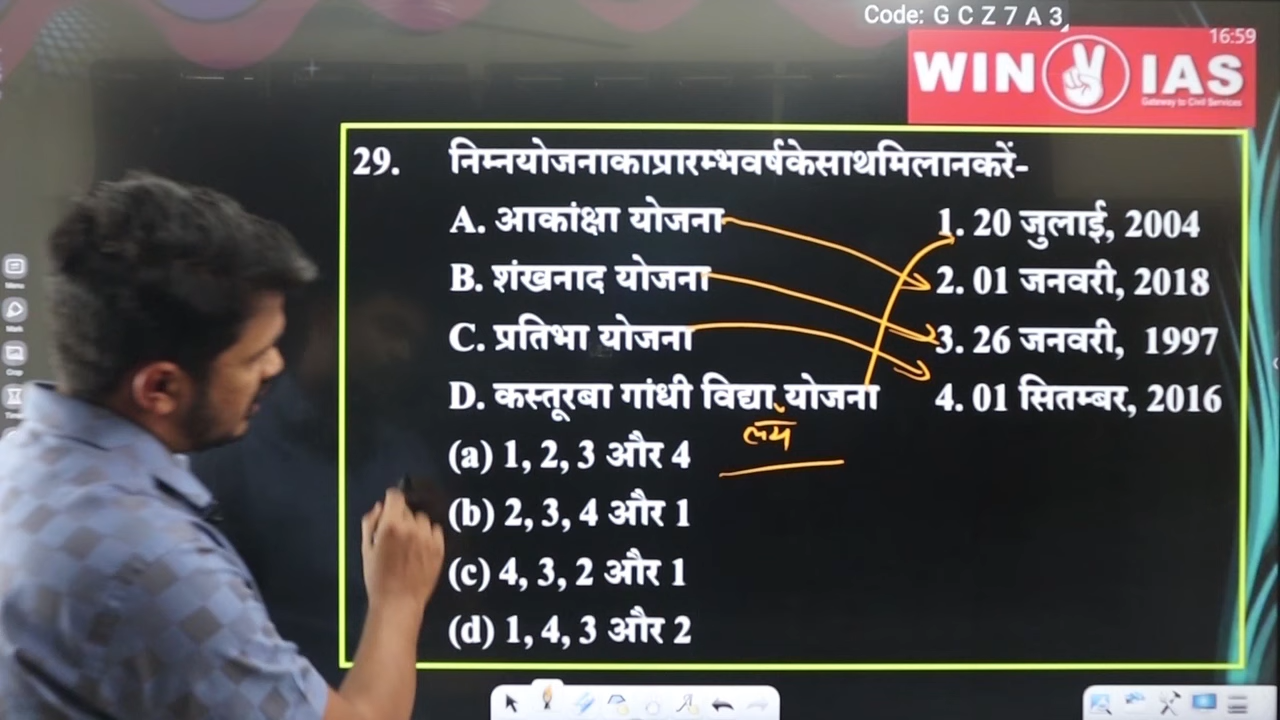 Code: G C Z 7 A 3
16:59
WIN IAS
Gateway to Civil Services
29. निम्नयोजनाकाप्रारम्भवर्षकेसाथमिलानकरें-
A. आकांक्षा योजना 1. 20 जुलाई, 2004
B. शंखनाद योजना 2. 01 जनवरी, 2018
C. प्रतिभा योजना 3. 26 जनवरी, 1997
D. कस्तूरबा गांधी विद्या योजना 4. 01 सितम्बर, 2016
लय
(a) 1, 2, 3 और 4
(b) 2, 3, 4 और 1
(c) 4, 3, 2 और 1
(d) 1, 4, 3 और 2